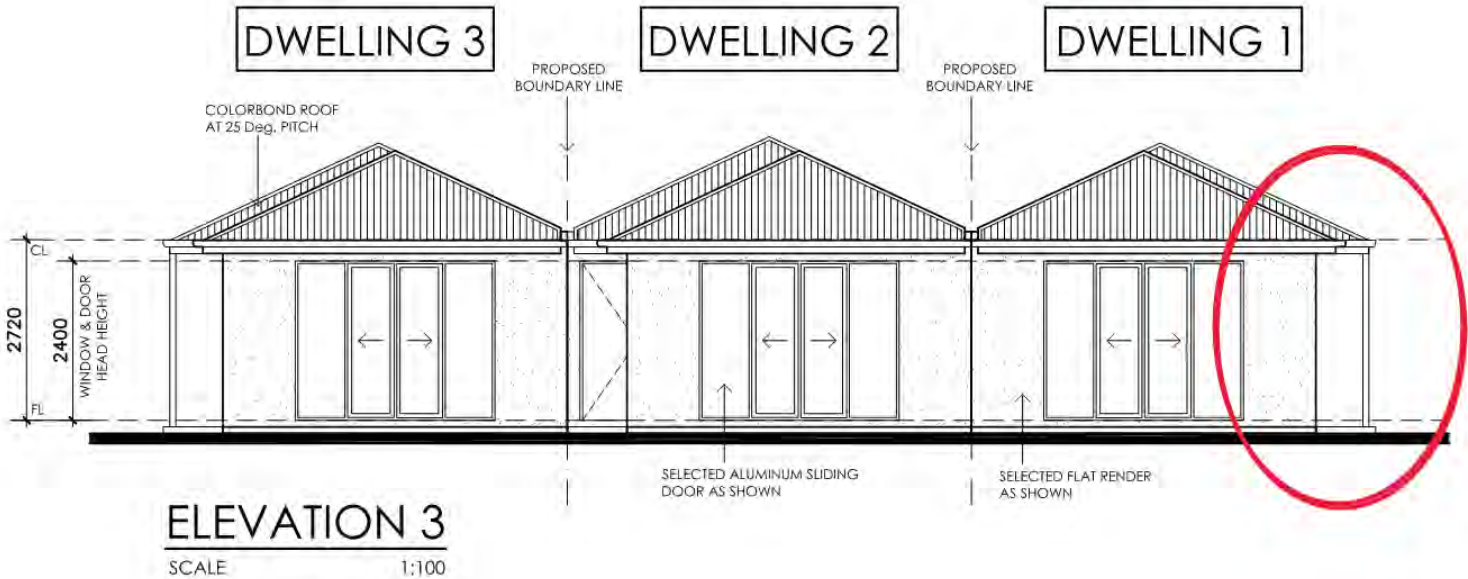 DWELLING 3
DWELLING 2
DWELLING 1
PROPOSED
BOUNDARY LINE
PROPOSED
BOUNDARY LINE
COLORBOND ROOF
AT 25 Deg. PITCH
CL
2720
2400
WINDOW & DOOR
HEAD HEIGHT
FL
SELECTED ALUMINUM SLIDING
DOOR AS SHOWN
SELECTED FLAT RENDER
AS SHOWN
ELEVATION 3
SCALE 1:100